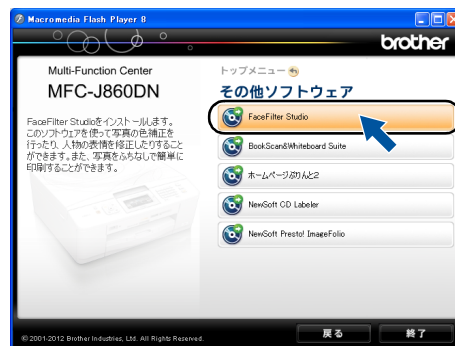 Macromedia Flash Player 8
brother
Multi-Function Center
MFC-J860DN
FaceFilter Studioをインストールします。
このソフトウェアを使って写真の色補正を
行ったり、人物の表情を修正したりすること
ができます。また、写真をふちなしで簡単に
印刷することができます。
トップメニュー
その他ソフトウェア
FaceFilter Studio
BookScan&Whiteboard Suite
ホームページぷりんと2
NewSoft CD Labeler
NewSoft Presto! ImageFolio
© 2001-2012 Brother Industries, Ltd. All Rights Reserved.
戻る
終了